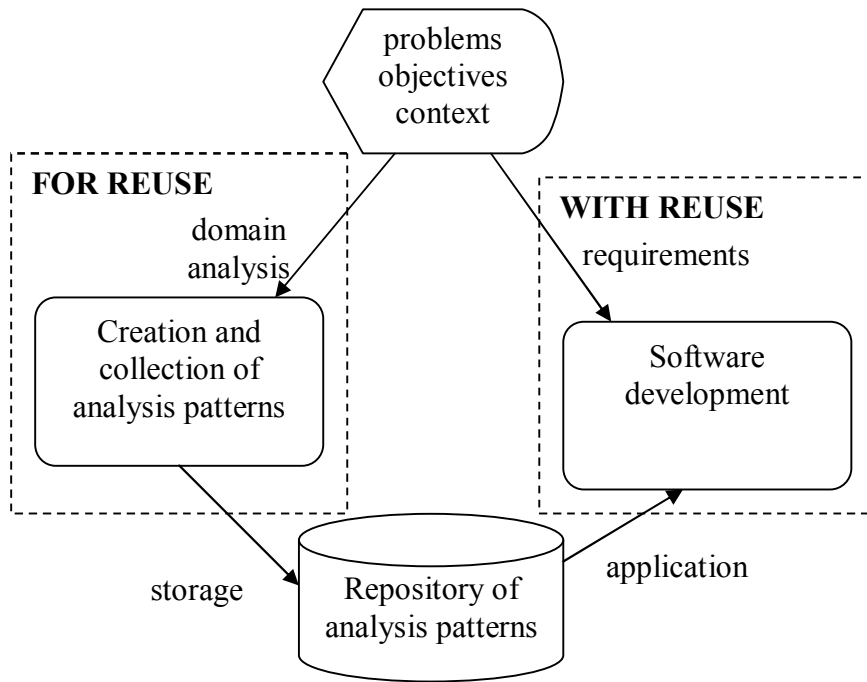 problems
objectives
context
FOR REUSE
domain
analysis
Creation and
collection of
analysis patterns
WITH REUSE
requirements
Software
development
storage
Repository of
analysis patterns
application